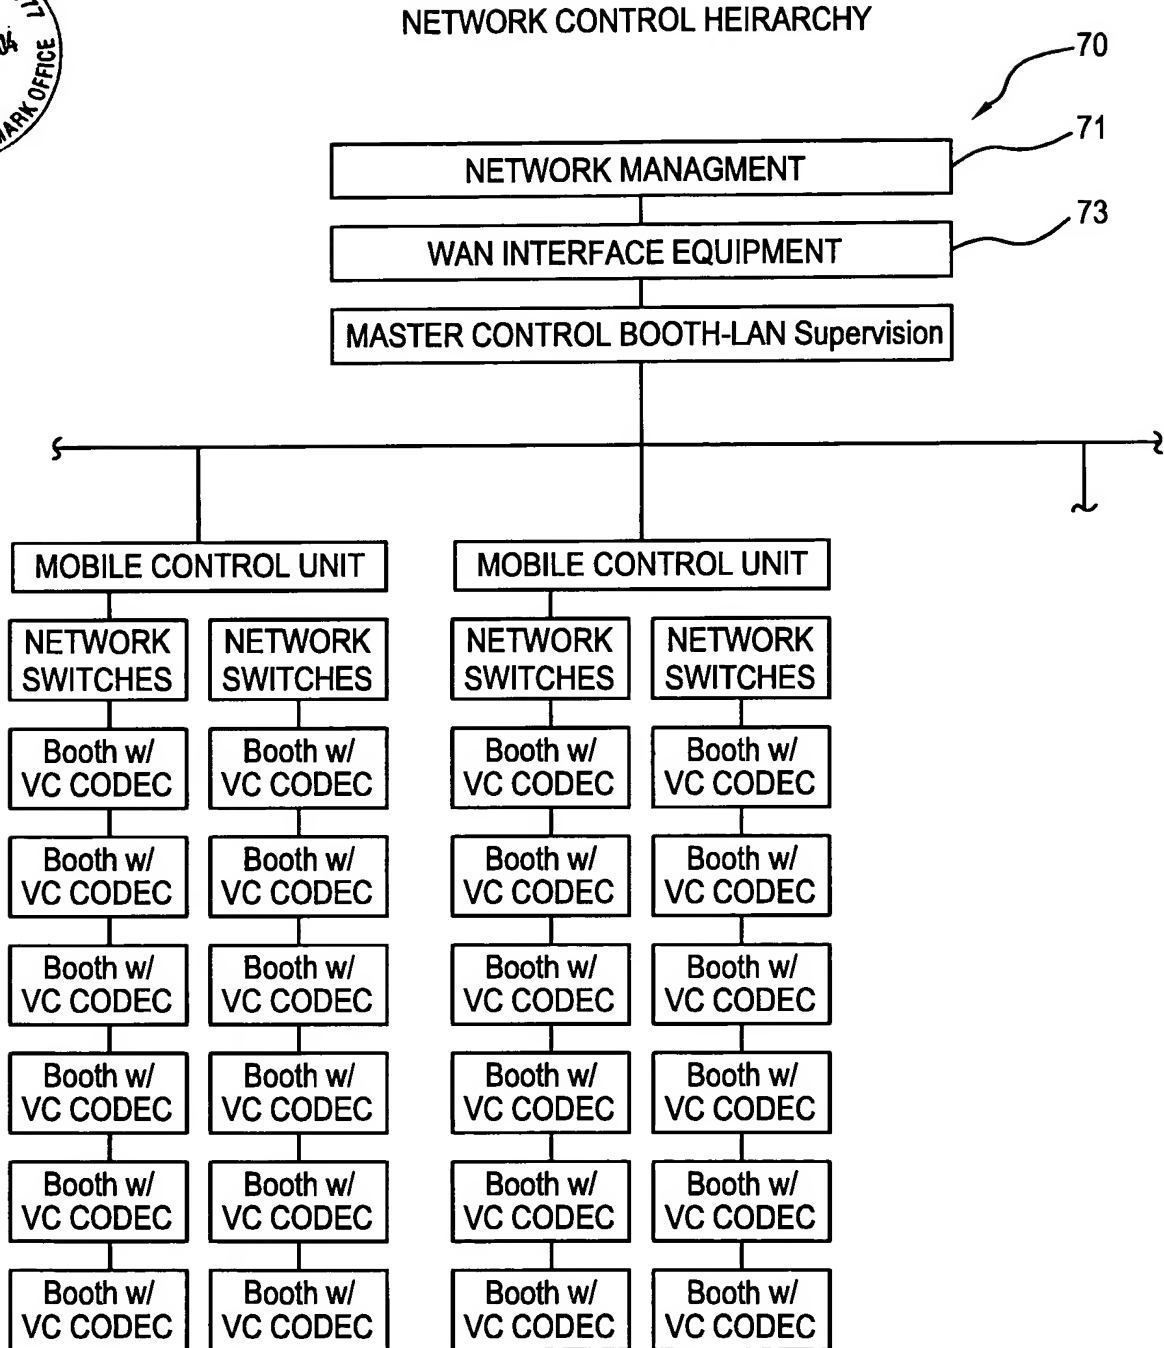 NETWORK CONTROL HEIRARCHY
OFFICE
70
71
NETWORK MANAGMENT
73
WAN INTERFACE EQUIPMENT
MASTER CONTROL BOOTH-LAN Supervision
MOBILE CONTROL UNIT
MOBILE CONTROL UNIT
NETWORK
SWITCHES
NETWORK
SWITCHES
NETWORK
SWITCHES
NETWORK
SWITCHES
Booth w/
VC CODEC
Booth w/
VC CODEC
Booth w/
VC CODEC
Booth w/
VC CODEC
Booth w/
VC CODEC
Booth w/
VC CODEC
Booth w/
VC CODEC
Booth w/
VC CODEC
Booth w/
VC CODEC
Booth w/
VC CODEC
Booth w/
VC CODEC
Booth w/
VC CODEC
Booth w/
VC CODEC
Booth w/
VC CODEC
Booth w/
VC CODEC
Booth w/
VC CODEC
Booth w/
VC CODEC
Booth w/
VC CODEC
Booth w/
VC CODEC
Booth w/
VC CODEC
Booth w/
VC CODEC
Booth w/
VC CODEC
Booth w/
VC CODEC
Booth w/
VC CODEC